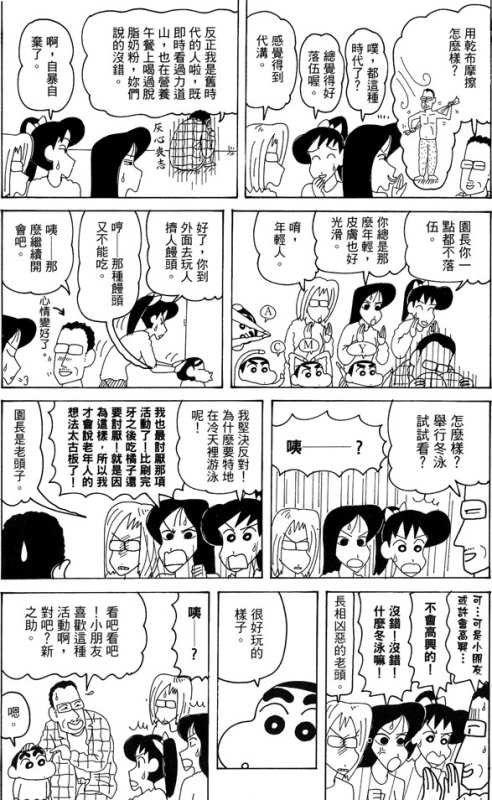 用乾布摩擦
怎麼樣？
噗，都這種
時代了？
總覺得好
落伍喔。
感覺得到
代溝。
反正我是舊時
代的人啦，既
即時看過力道
山，也在營養
午餐上喝過脫
脂奶粉，妳們
說的沒錯。
灰心喪志
啊，自暴自
棄了。
園長你一
點都不落
伍。
你總是那
麼年輕，
皮膚也好
光滑。
唷，
年輕人。
A
C
M
Y
好了，你到
外面去玩人
擠人饅頭。
哼，那種饅頭
又不能吃。
心情變好了。
咦——那
麼繼續開
會吧。
怎麼樣？
舉行冬泳
試試看？
咦———？
我堅決反對！
為什麼要特地
在冷天裡游泳
呢！
我也最討厭那項
活動了！比刷完
牙之後吃橘子還
要討厭！就是因
為這樣，所以我
才會說老年人的
想法太古板了！
園長是老頭子。
可…可是小朋友
或許會高興…
不會高興的！
沒錯！沒錯！
什麼冬泳嘛！
長相凶惡的老頭。
很好玩的
樣子。
咦——？
看吧看吧
！小朋友
喜歡這種
活動啊，
對吧？新
之助。
嗯。